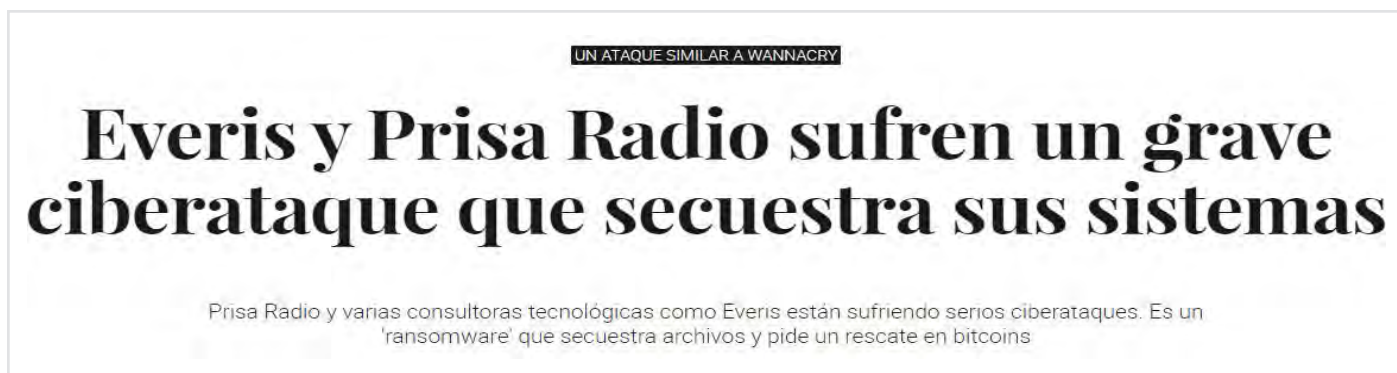 UN ATAQUE SIMILAR A WANNACRY
Everis y Prisa Radio sufren un grave
ciberataque que secuestra sus sistemas
Prisa Radio y varias consultoras tecnológicas como Everis están sufriendo serios ciberataques. Es un
'ransomware' que secuestra archivos y pide un rescate en bitcoins